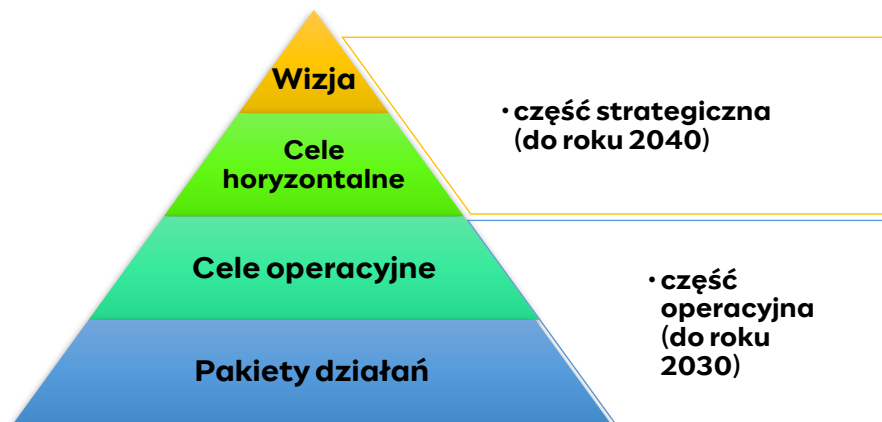 Wizja
Cele
horyzontalne
Cele operacyjne
Pakiety działań
• część strategiczna
(do roku 2040)
• część
operacyjna
(do roku
2030)